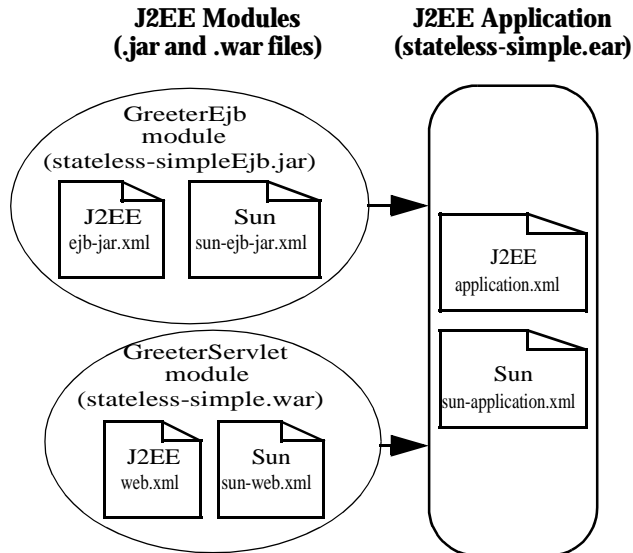 J2EE Modules
(.jar and .war files)
J2EE Application
(stateless-simple.ear)
GreeterEjb
module
(stateless-simpleEjb.jar)
J2EE
ejb-jar.xml
Sun
sun-ejb-jar.xml
J2EE
application.xml
GreeterServlet
module
(stateless-simple.war)
J2EE
web.xml
Sun
sun-web.xml
Sun
sun-application.xml